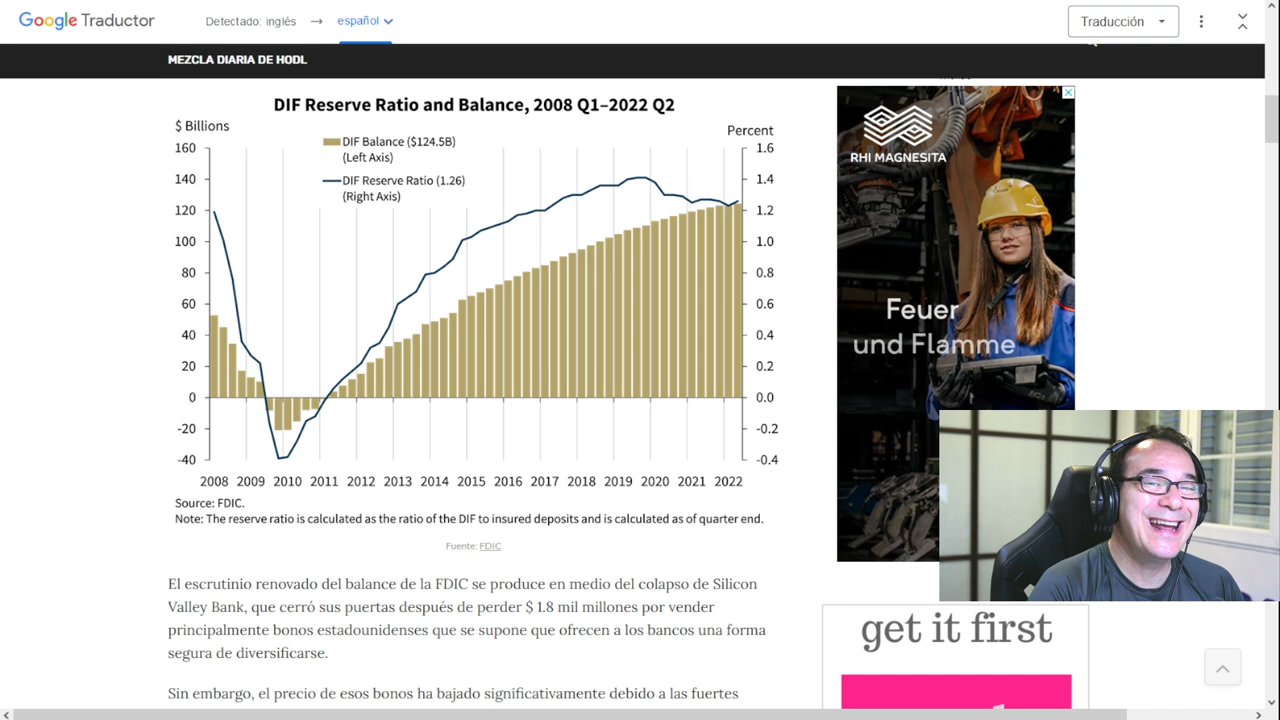 Google Traductor
Detectado: inglés → español
Traducción
MEZCLA DIARIA DE HODL
DIF Reserve Ratio and Balance, 2008 Q1–2022 Q2
$ Billions
Percent
DIF Balance ($124.5B)
(Left Axis)
DIF Reserve Ratio (1.26)
(Right Axis)
160
140
120
100
80
60
40
20
0
-20
-40
1.6
1.4
1.2
1.0
0.8
0.6
0.4
0.2
0.0
-0.2
-0.4
2008 2009 2010 2011 2012 2013 2014 2015 2016 2017 2018 2019 2020 2021 2022
Source: FDIC.
Note: The reserve ratio is calculated as the ratio of the DIF to insured deposits and is calculated as of quarter end.
Fuente: FDIC
El escrutinio renovado del balance de la FDIC se produce en medio del colapso de Silicon
Valley Bank, que cerró sus puertas después de perder $ 1.8 mil millones por vender
principalmente bonos estadounidenses que se supone que ofrecen a los bancos una forma
segura de diversificarse.
Sin embargo, el precio de esos bonos ha bajado significativamente debido a las fuertes
RHI MAGNESITA
Feuer
und Flamme
get it first